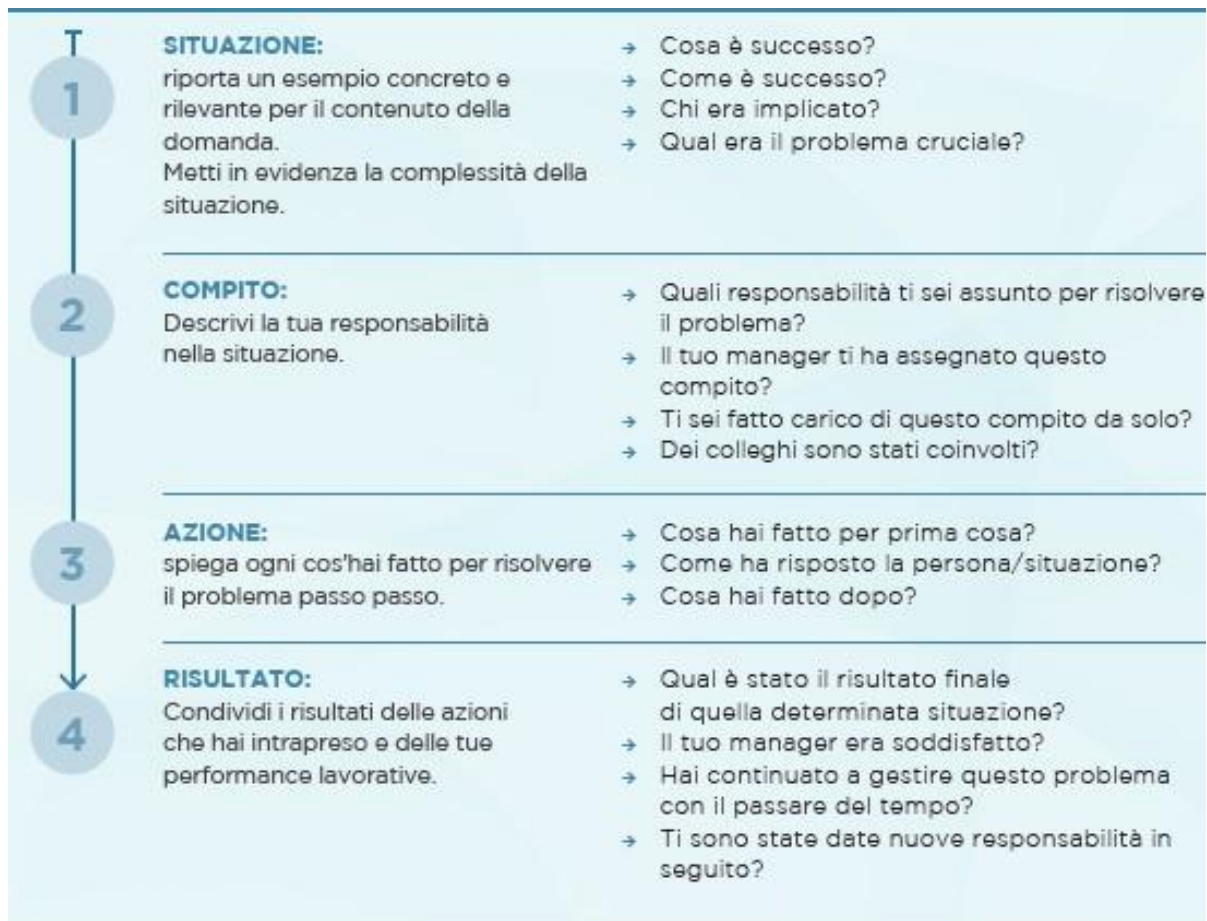 1
SITUAZIONE:
riporta un esempio concreto e
rilevante per il contenuto della
domanda.
Metti in evidenza la complessità della
situazione.
→ Cosa è successo?
→ Come è successo?
→ Chi era implicato?
→ Qual era il problema cruciale?
2
COMPITO:
Descrivi la tua responsabilità
nella situazione.
→ Quali responsabilità ti sei assunto per risolvere
il problema?
→ Il tuo manager ti ha assegnato questo
compito?
→ Ti sei fatto carico di questo compito da solo?
→ Dei colleghi sono stati coinvolti?
3
AZIONE:
spiega ogni cos'hai fatto per risolvere
il problema passo passo.
→ Cosa hai fatto per prima cosa?
→ Come ha risposto la persona/situazione?
→ Cosa hai fatto dopo?
4
RISULTATO:
Condividi i risultati delle azioni
che hai intrapreso e delle tue
performance lavorative.
→ Qual è stato il risultato finale
di quella determinata situazione?
→ Il tuo manager era soddisfatto?
→ Hai continuato a gestire questo problema
con il passare del tempo?
→ Ti sono state date nuove responsabilità in
seguito?